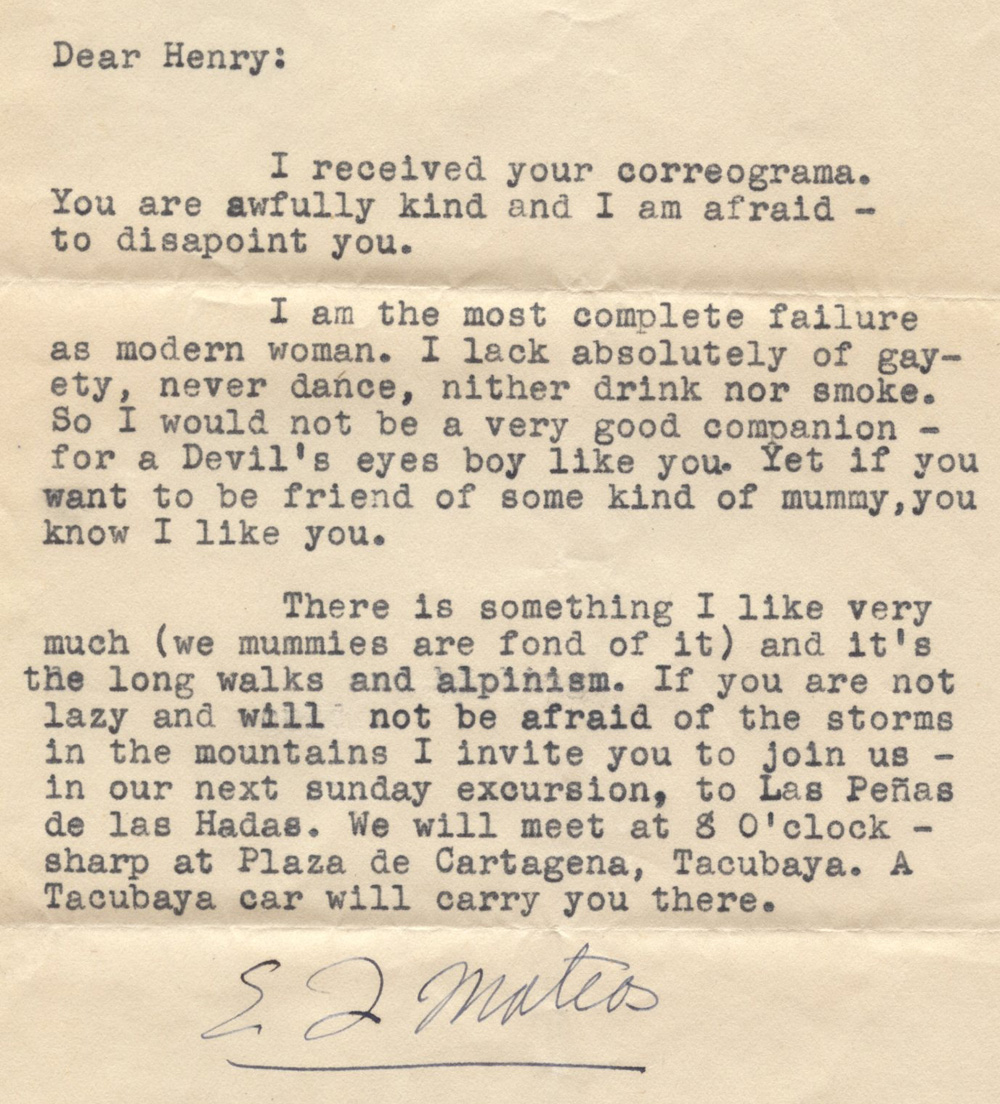 Dear Henry:
I received your correograma.
You are awfully kind and I am afraid -
to disapoint you.
I am the most complete failure
as modern woman. I lack absolutely of gay-
ety, never dance, nither drink nor smoke.
So I would not be a very good companion -
for a Devil's eyes boy like you. Yet if you
want to be friend of some kind of mummy,you
know I like you.
There is something I like very
much (we mummies are fond of it) and it's
the long walks and alpinism. If you are not
lazy and will not be afraid of the storms
in the mountains I invite you to join us -
in our next sunday excursion, to Las Peñas
de las Hadas. We will meet at 8 O'clock -
sharp at Plaza de Cartagena, Tacubaya. A
Tacubaya car will carry you there.
E L Mateos